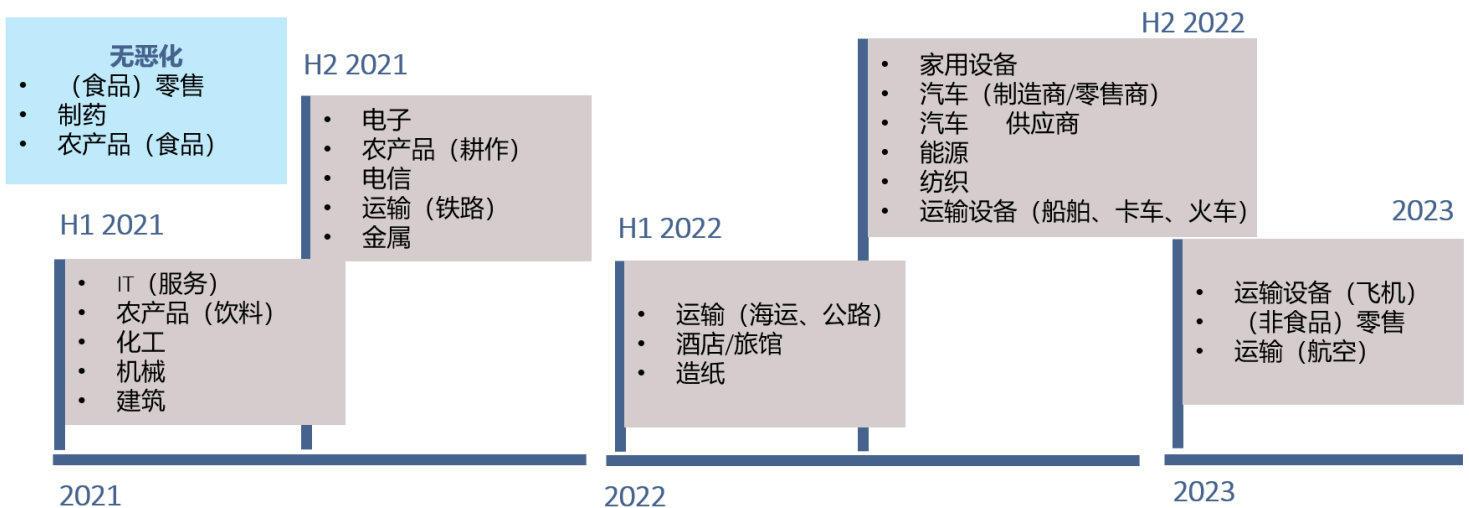 无恶化
• （食品）零售
• 制药
• 农产品（食品）
H1 2021
• IT（服务）
• 农产品（饮料）
• 化工
• 机械
• 建筑
H2 2021
• 电子
• 农产品（耕作）
• 电信
• 运输（铁路）
• 金属
2021
H1 2022
• 运输（海运、公路）
• 酒店/旅馆
• 造纸
H2 2022
• 家用设备
• 汽车（制造商/零售商）
• 汽车 供应商
• 能源
• 纺织
• 运输设备（船舶、卡车、火车）
2022
2023
• 运输设备（飞机）
• （非食品）零售
• 运输（航空）
2023